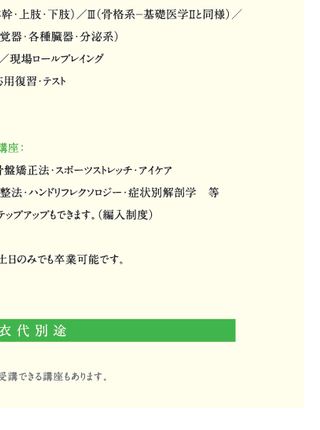 幹・上肢・下肢）／Ⅲ（骨格系−基礎医学Ⅱと同様）／
覚器・各種臓器・分泌系）
／現場ロールプレイング
応用復習・テスト
講座：
骨盤矯正法・スポーツストレッチ・アイケア
整法・ハンドリフレクソロジー・症状別解剖学　等
テップアップもできます。（編入制度）
土日のみでも卒業可能です。
衣代別途
受講できる講座もあります。